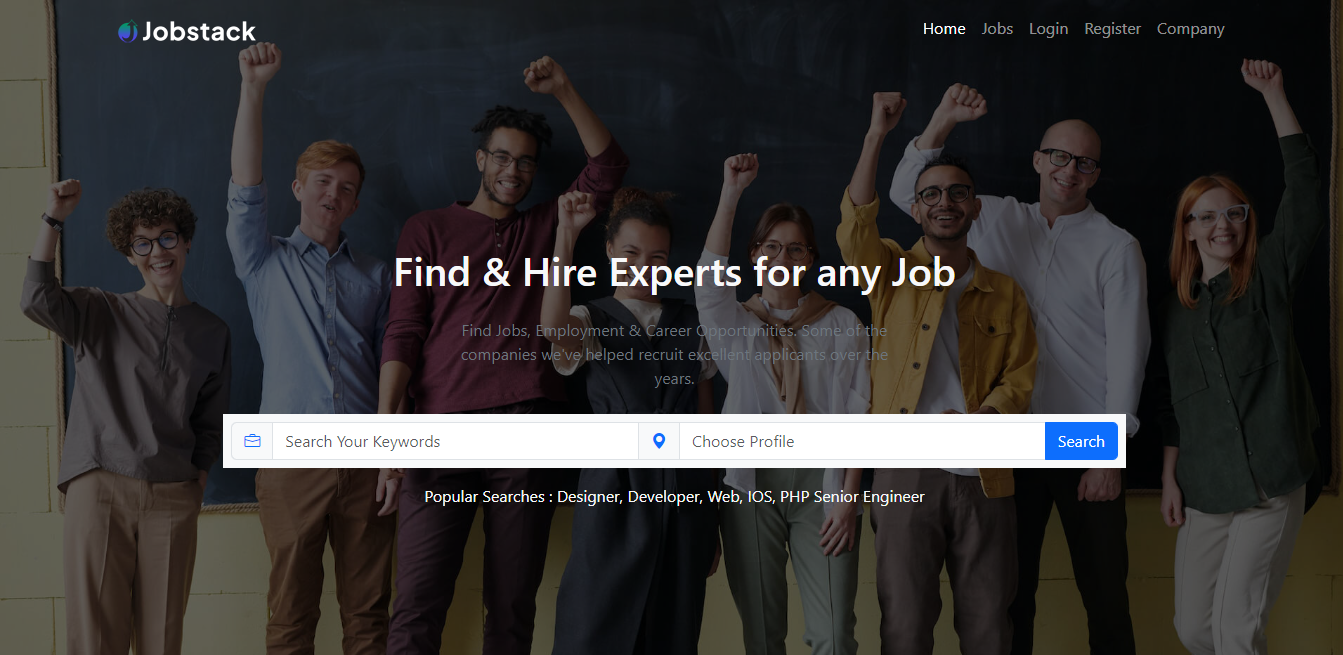 Jobstack
Home Jobs Login Register Company
Find & Hire Experts for any Job
Find Jobs, Employment & Career Opportunities. Some of the
companies we've helped recruit excellent applicants over the
years.
Search Your Keywords Choose Profile Search
Popular Searches : Designer, Developer, Web, IOS, PHP Senior Engineer